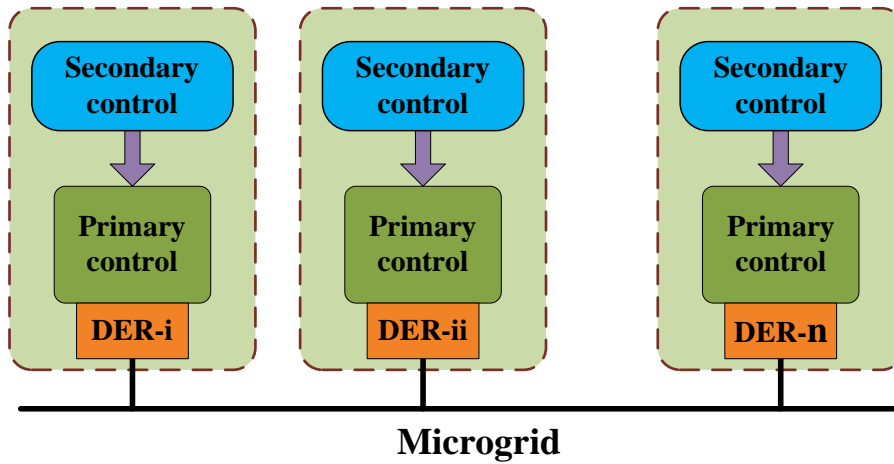 Secondary
control
Primary
control
DER-i
Secondary
control
Primary
control
DER-ii
Secondary
control
Primary
control
DER-n
Microgrid